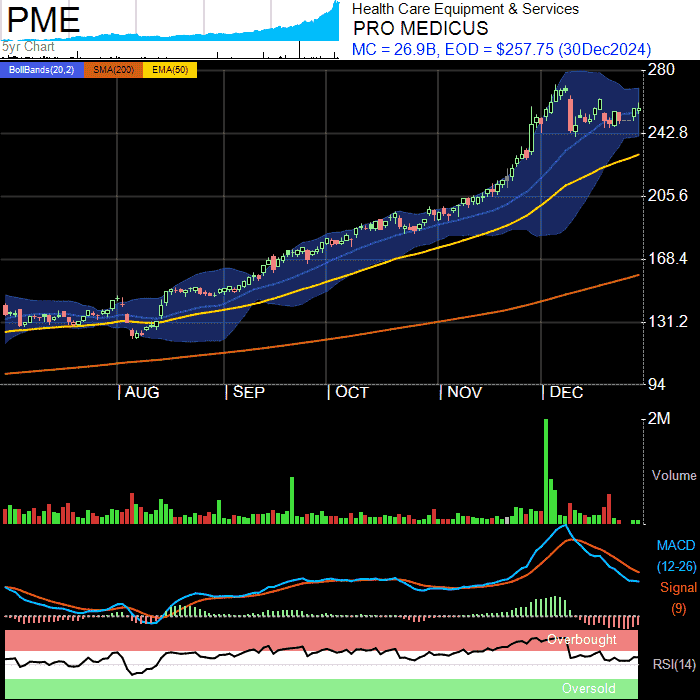 PME
5yr Chart
Health Care Equipment & Services
PRO MEDICUS
MC = 26.9B, EOD = $257.75 (30Dec2024)
BollBands(20,2) SMA(200) EMA(50)
280
242.8
205.6
168.4
131.2
94
AUG SEP OCT NOV DEC
2M
Volume
MACD
(12-26)
Signal
(9)
Overbought
RSI(14)
Oversold